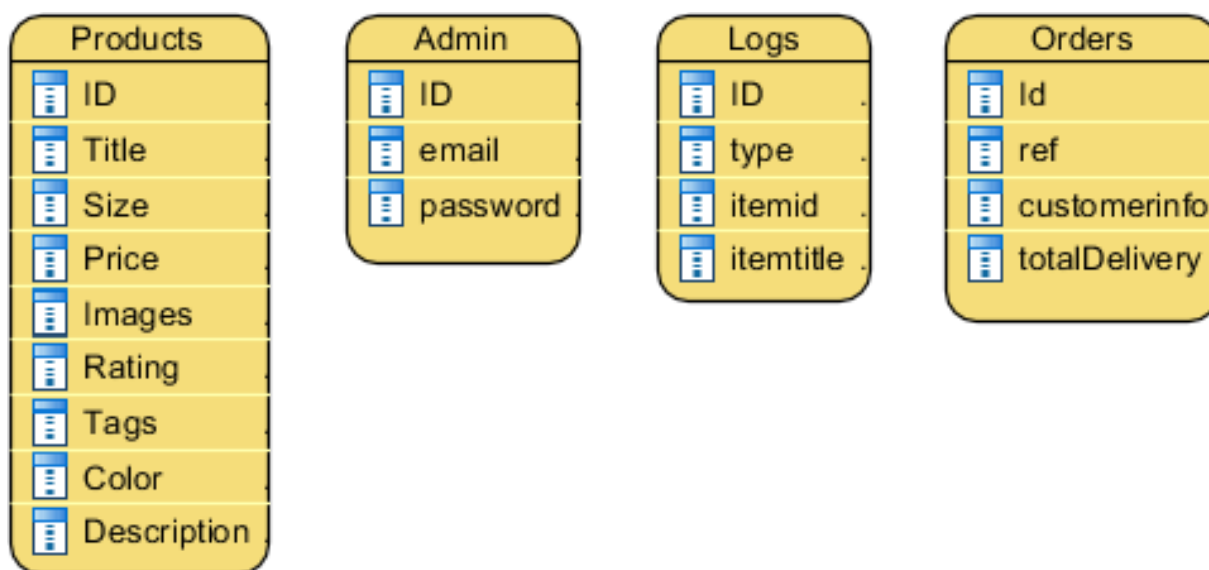 Products
ID
Title
Size
Price
Images
Rating
Tags
Color
Description
Admin
ID
email
password
Logs
ID
type
itemid
itemtitle
Orders
Id
ref
customerinfo
totalDelivery